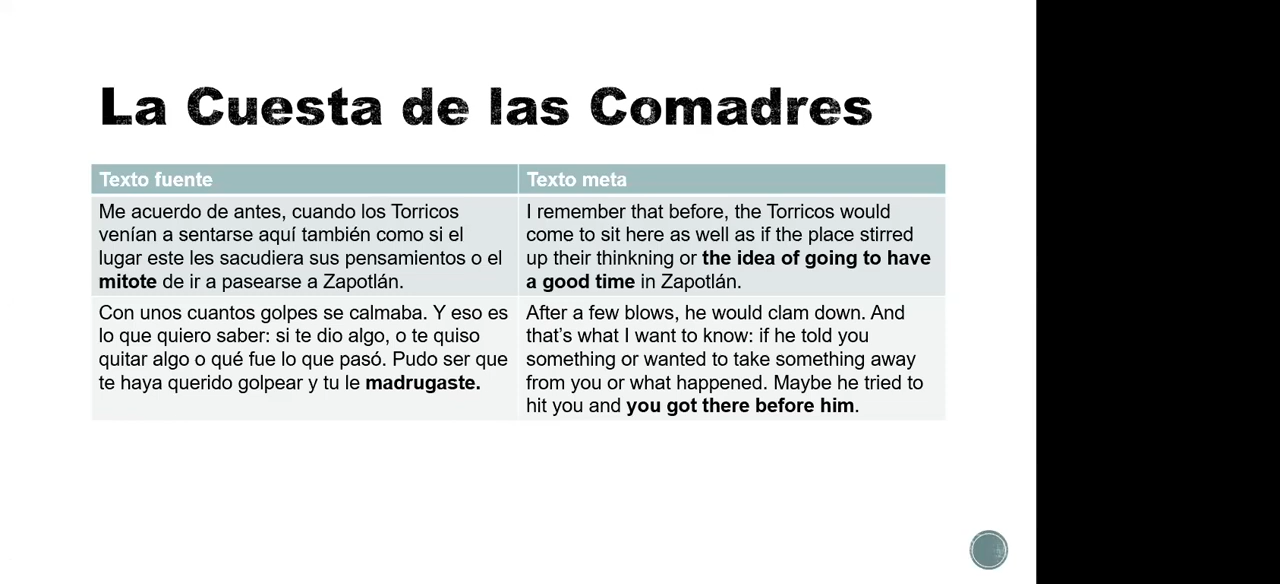 La Cuesta de las Comadres
Texto fuente
Me acuerdo de antes, cuando los Torricos
venían a sentarse aquí también como si el
lugar este les sacudiera sus pensamientos o el
mitote de ir a pasearse a Zapotlán.
Con unos cuantos golpes se calmaba. Y eso es
lo que quiero saber: si te dio algo, o te quiso
quitar algo o qué fue lo que pasó. Pudo ser que
te haya querido golpear y tu le madrugaste.
Texto meta
I remember that before, the Torricos would
come to sit here as well as if the place stirred
up their thinkning or the idea of going to have
a good time in Zapotlán.
After a few blows, he would clam down. And
that's what I want to know: if he told you
something or wanted to take something away
from you or what happened. Maybe he tried to
hit you and you got there before him.